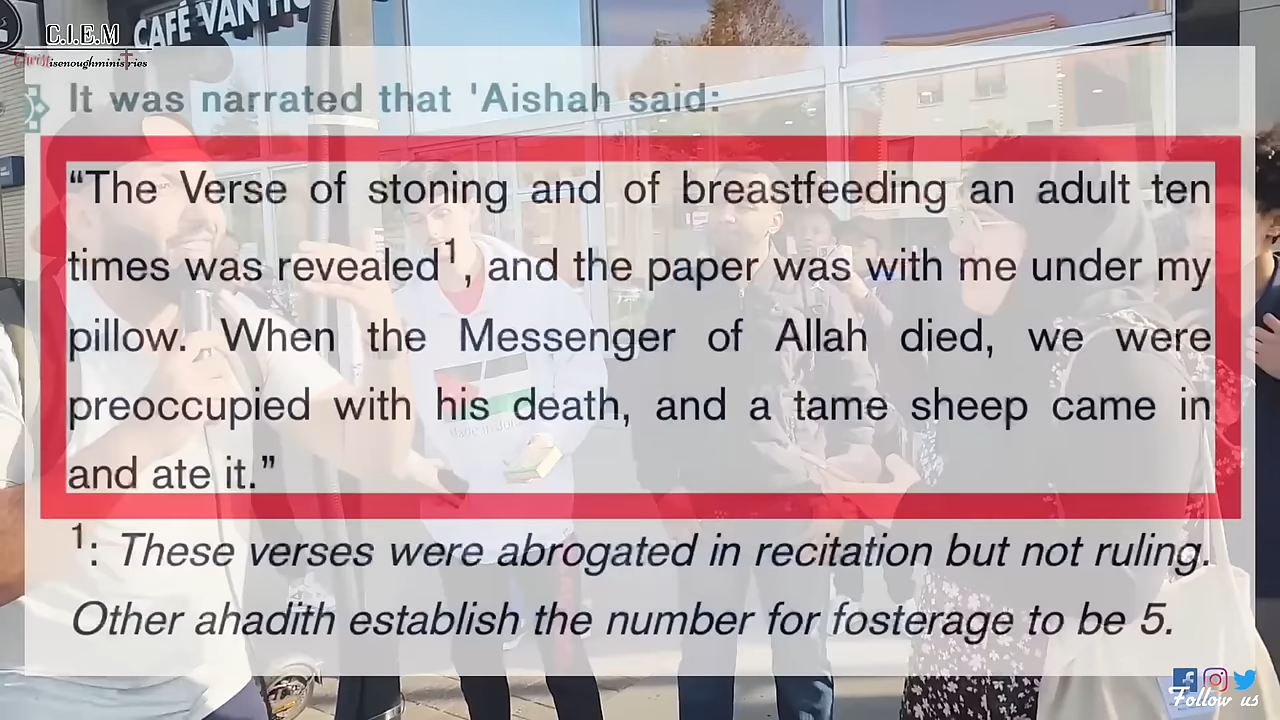 C.I.E.M
Christisenoughministries
CAFÉ VAN
It was narrated that 'Aishah said:
“The Verse of stoning and of breastfeeding an adult ten
times was revealed1, and the paper was with me under my
pillow. When the Messenger of Allah died, we were
preoccupied with his death, and a tame sheep came in
and ate it.”
1: These verses were abrogated in recitation but not ruling.
Other ahadith establish the number for fosterage to be 5.
Follow us